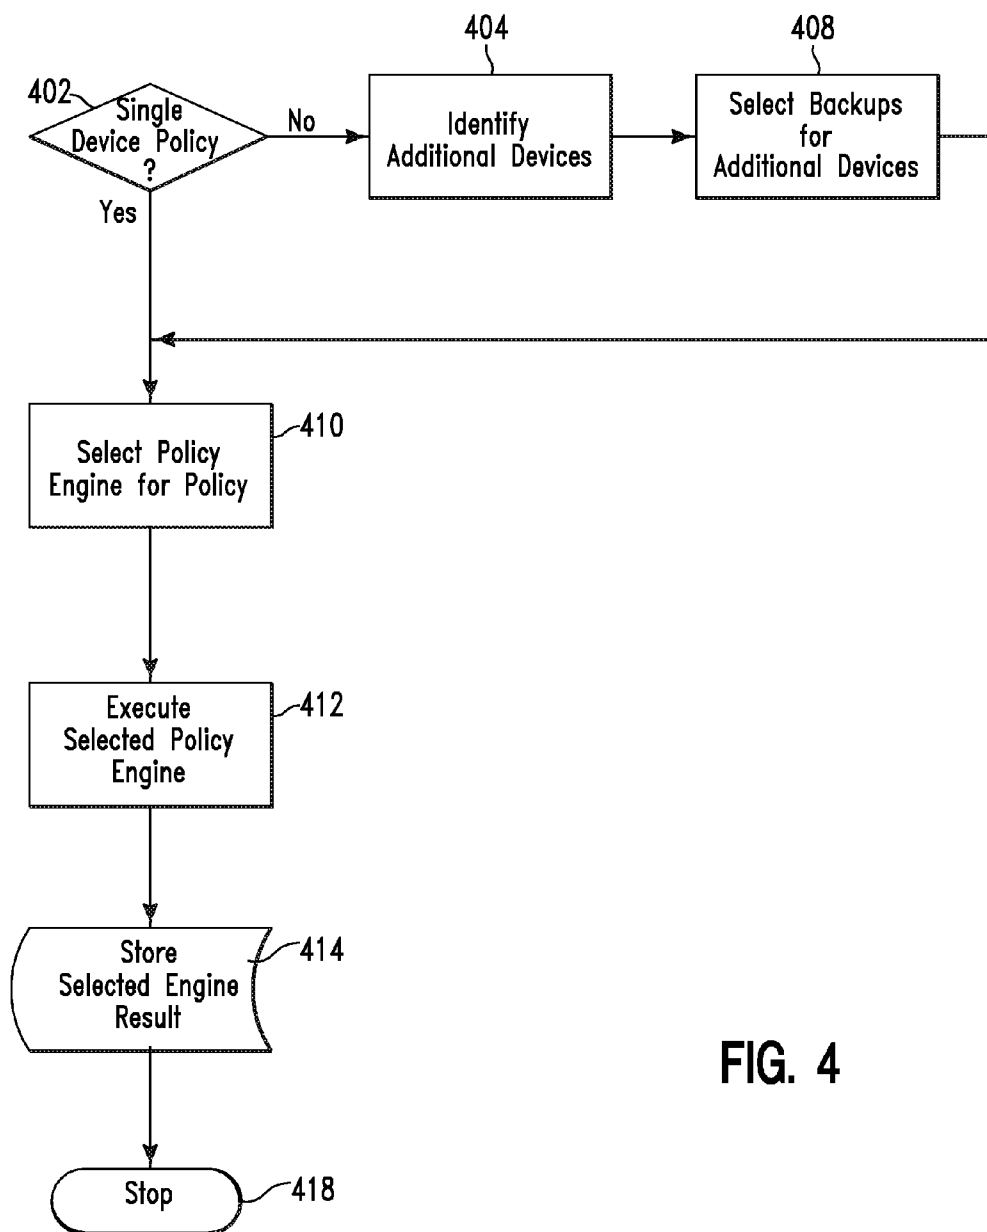 404
408
402
Single
Device Policy
?
No
Identify
Additional Devices
Select Backups
for
Additional Devices
Yes
410
Select Policy
Engine for Policy
412
Execute
Selected Policy
Engine
414
Store
Selected Engine
Result
FIG. 4
Stop
418